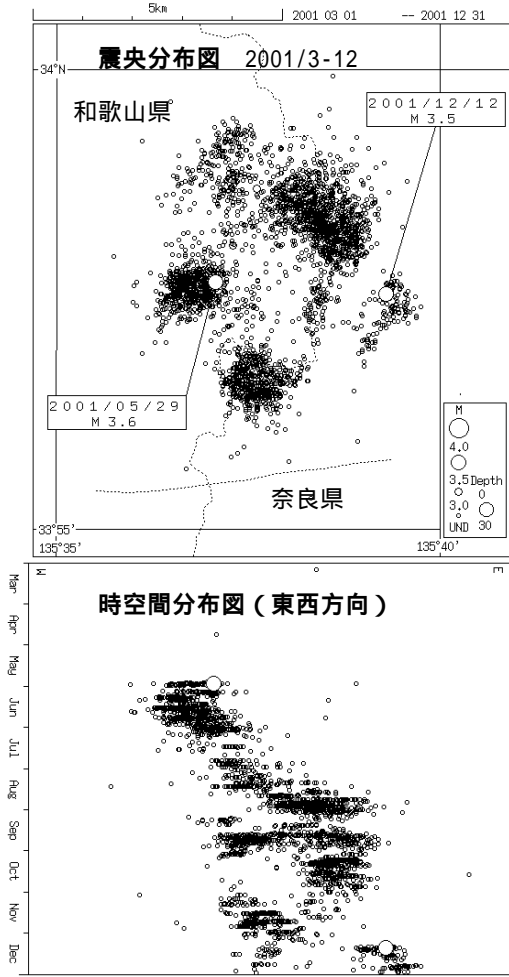 5km
2001 03 01 -- 2001 12 31
34°N
震央分布図 2001/3-12
和歌山県
2001/12/12
M 3.5
2001/05/29
M 3.6
奈良県
M
4.0
3.5
3.0
UND
Depth
0
30
33°55'
135°35'
135°40'
W
E
時空間分布図(東西方向)
Mar
Apr
May
Jun
Jul
Aug
Sep
Oct
Nov
Dec